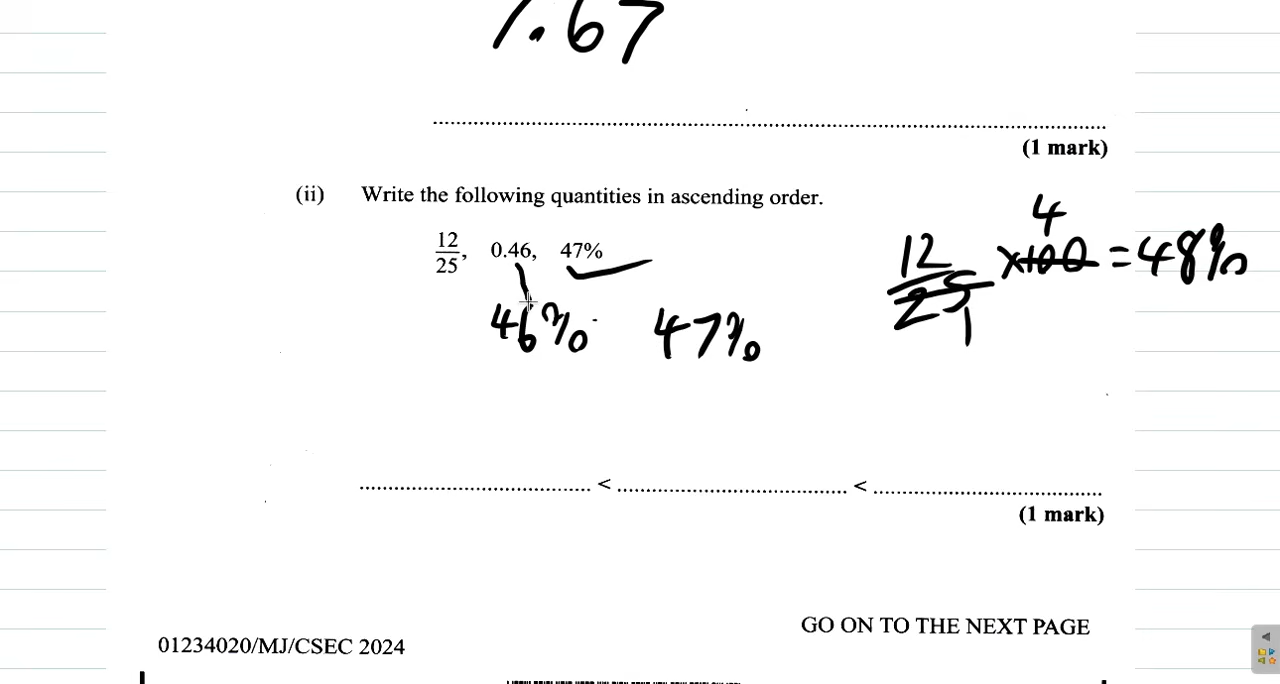 1.67
(1 mark)
(ii) Write the following quantities in ascending order.
12/25, 0.46, 47%
12/25 x100 = 48%
4
1
46% 47%
< <
(1 mark)
GO ON TO THE NEXT PAGE
01234020/MJ/CSEC 2024